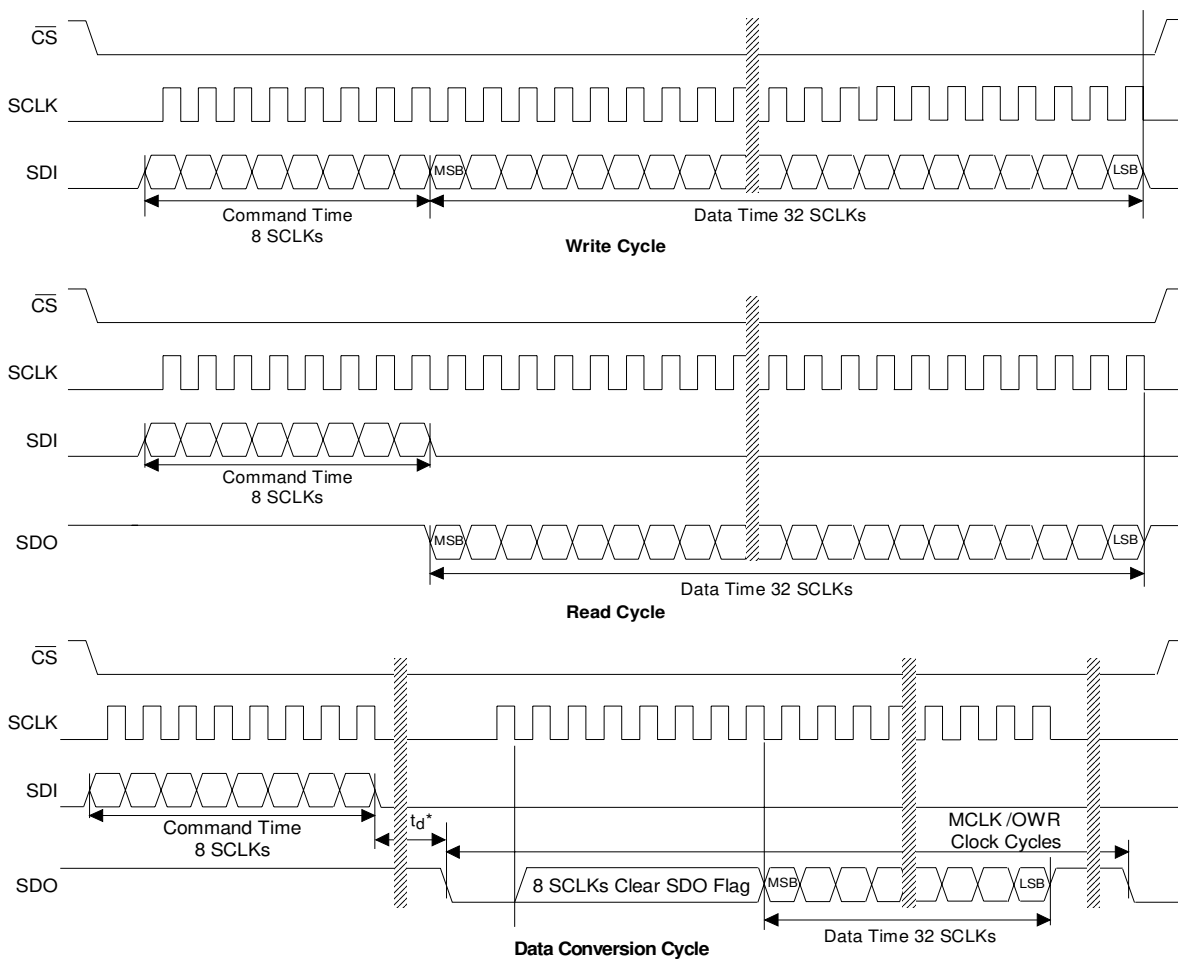 CS
SCLK
SDI
MSB
LSB
Command Time
8 SCLKs
Data Time 32 SCLKs
Write Cycle
CS
SCLK
SDI
Command Time
8 SCLKs
SDO
MSB
LSB
Data Time 32 SCLKs
Read Cycle
CS
SCLK
SDI
Command Time
8 SCLKs
td*
MCLK /OWR
Clock Cycles
SDO
8 SCLKs Clear SDO Flag
MSB
LSB
Data Time 32 SCLKs
Data Conversion Cycle